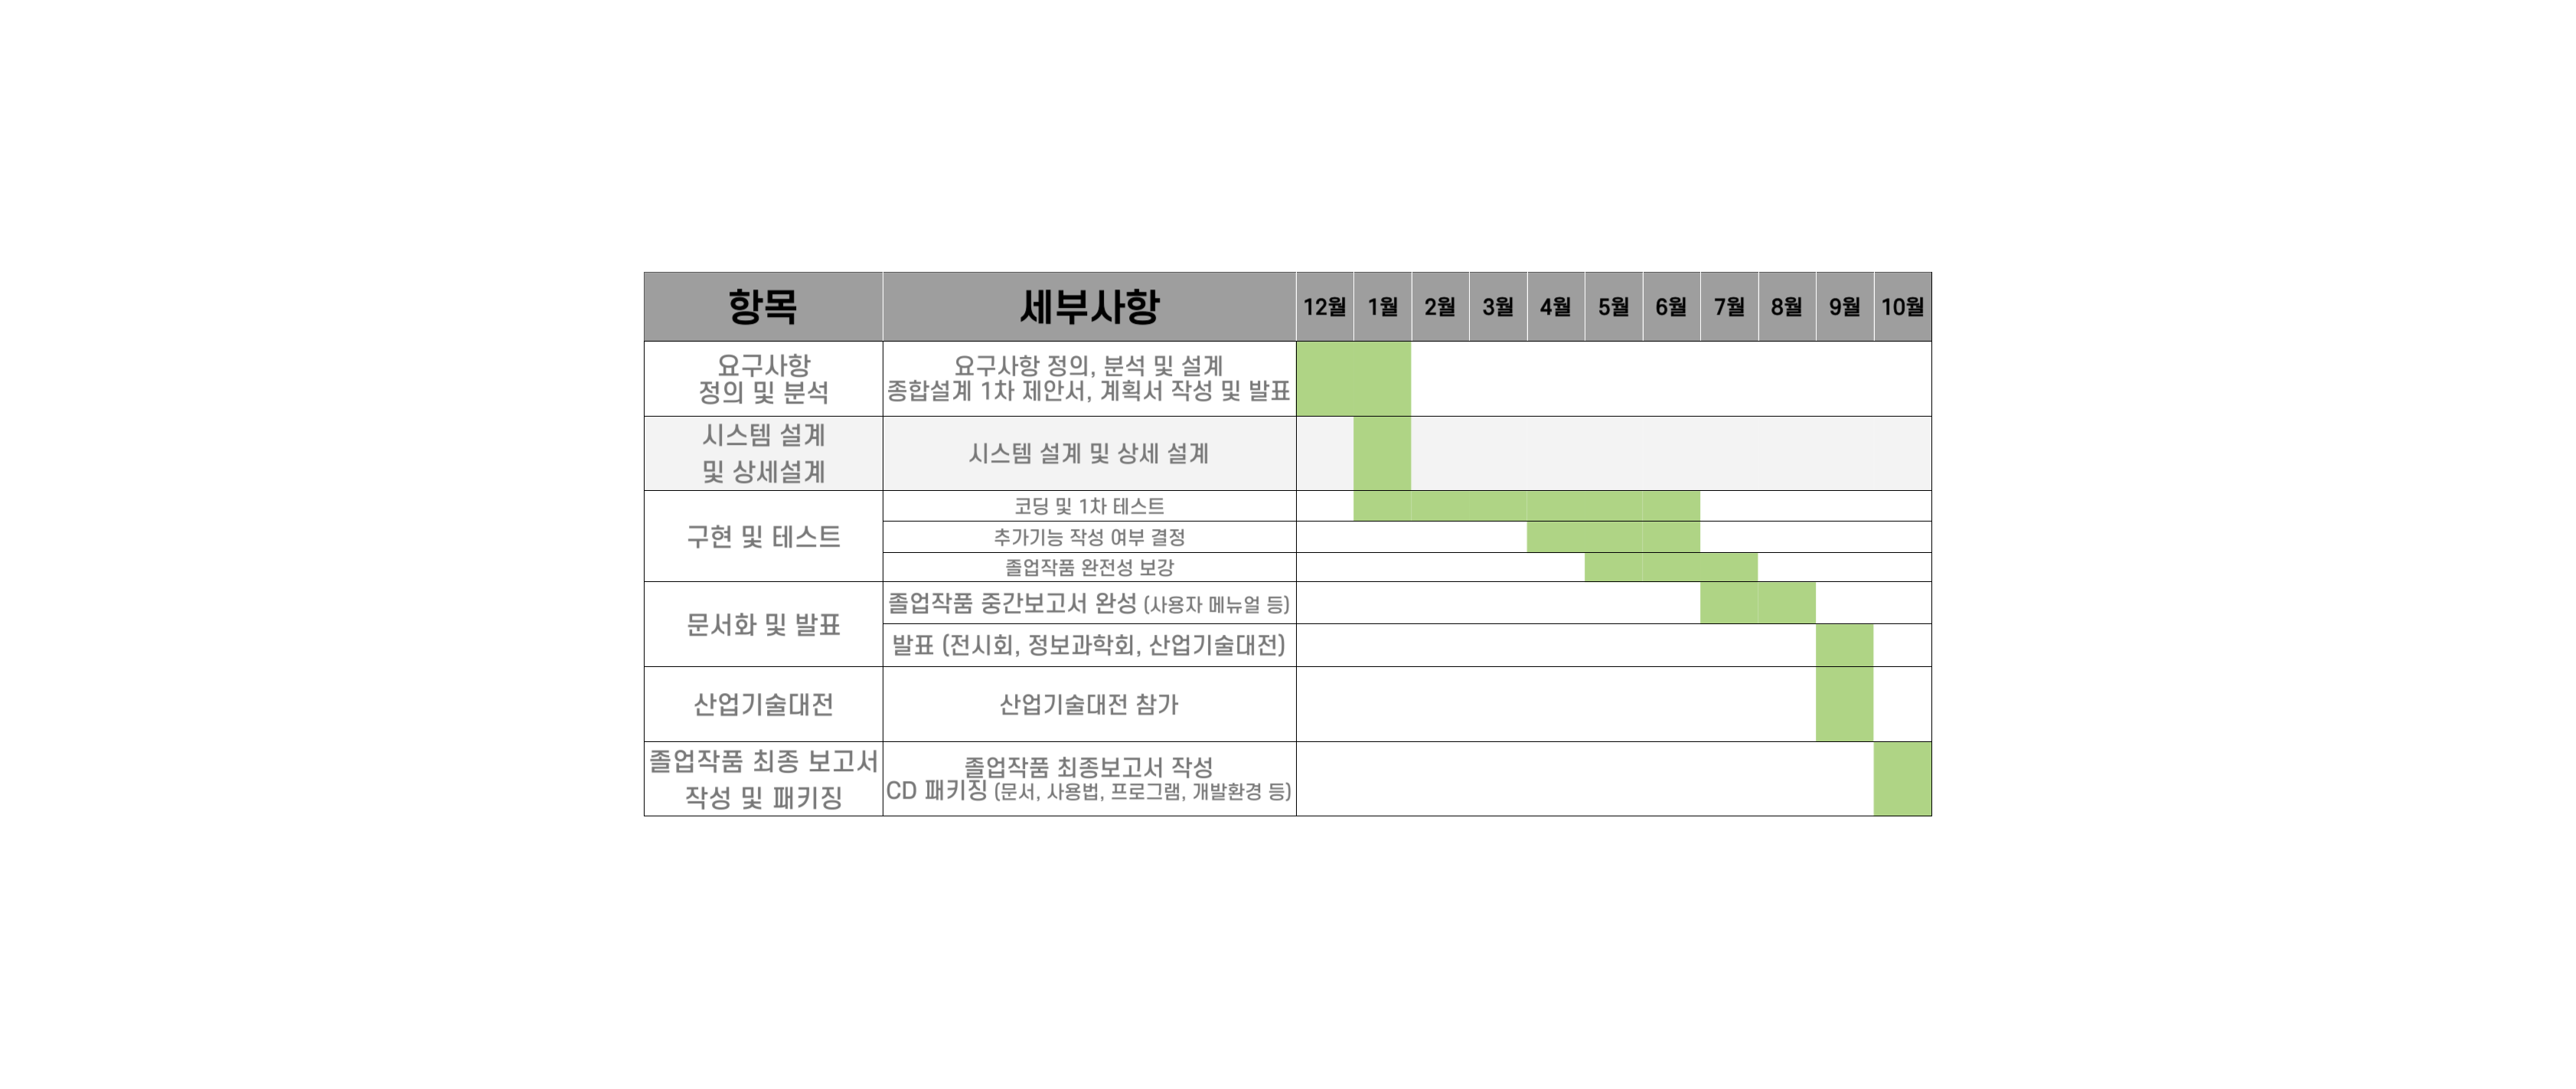 항목 세부사항 12월 1월 2월 3월 4월 5월 6월 7월 8월 9월 10월
요구사항
정의 및 분석
요구사항 정의, 분석 및 설계
종합설계 1차 제안서, 계획서 작성 및 발표
시스템 설계
및 상세설계
시스템 설계 및 상세 설계
구현 및 테스트
코딩 및 1차 테스트
추가기능 작성 여부 결정
졸업작품 완전성 보강
문서화 및 발표
졸업작품 중간보고서 완성 (사용자 메뉴얼 등)
발표 (전시회, 정보과학회, 산업기술대전)
산업기술대전
산업기술대전 참가
졸업작품 최종 보고서
작성 및 패키징
졸업작품 최종보고서 작성
CD 패키징 (문서, 사용법, 프로그램, 개발환경 등)